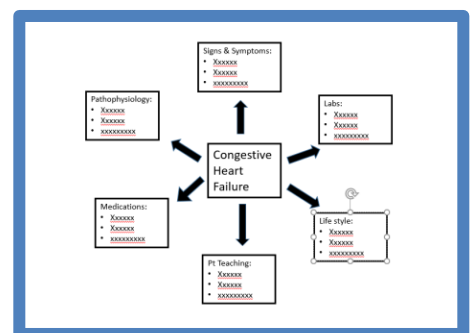 Signs & Symptoms:
• Xxxxxx
• Xxxxxx
• xxxxxxxxx
Pathophysiology:
• Xxxxxx
• Xxxxxx
• xxxxxxxxx
Labs:
• Xxxxxx
• Xxxxxx
• xxxxxxxxx
Congestive
Heart
Failure
Medications:
• Xxxxxx
• Xxxxxx
• xxxxxxxxx
Life style:
• Xxxxxx
• Xxxxxx
• xxxxxxxxx
Pt Teaching:
• Xxxxxx
• Xxxxxx
• xxxxxxxxx